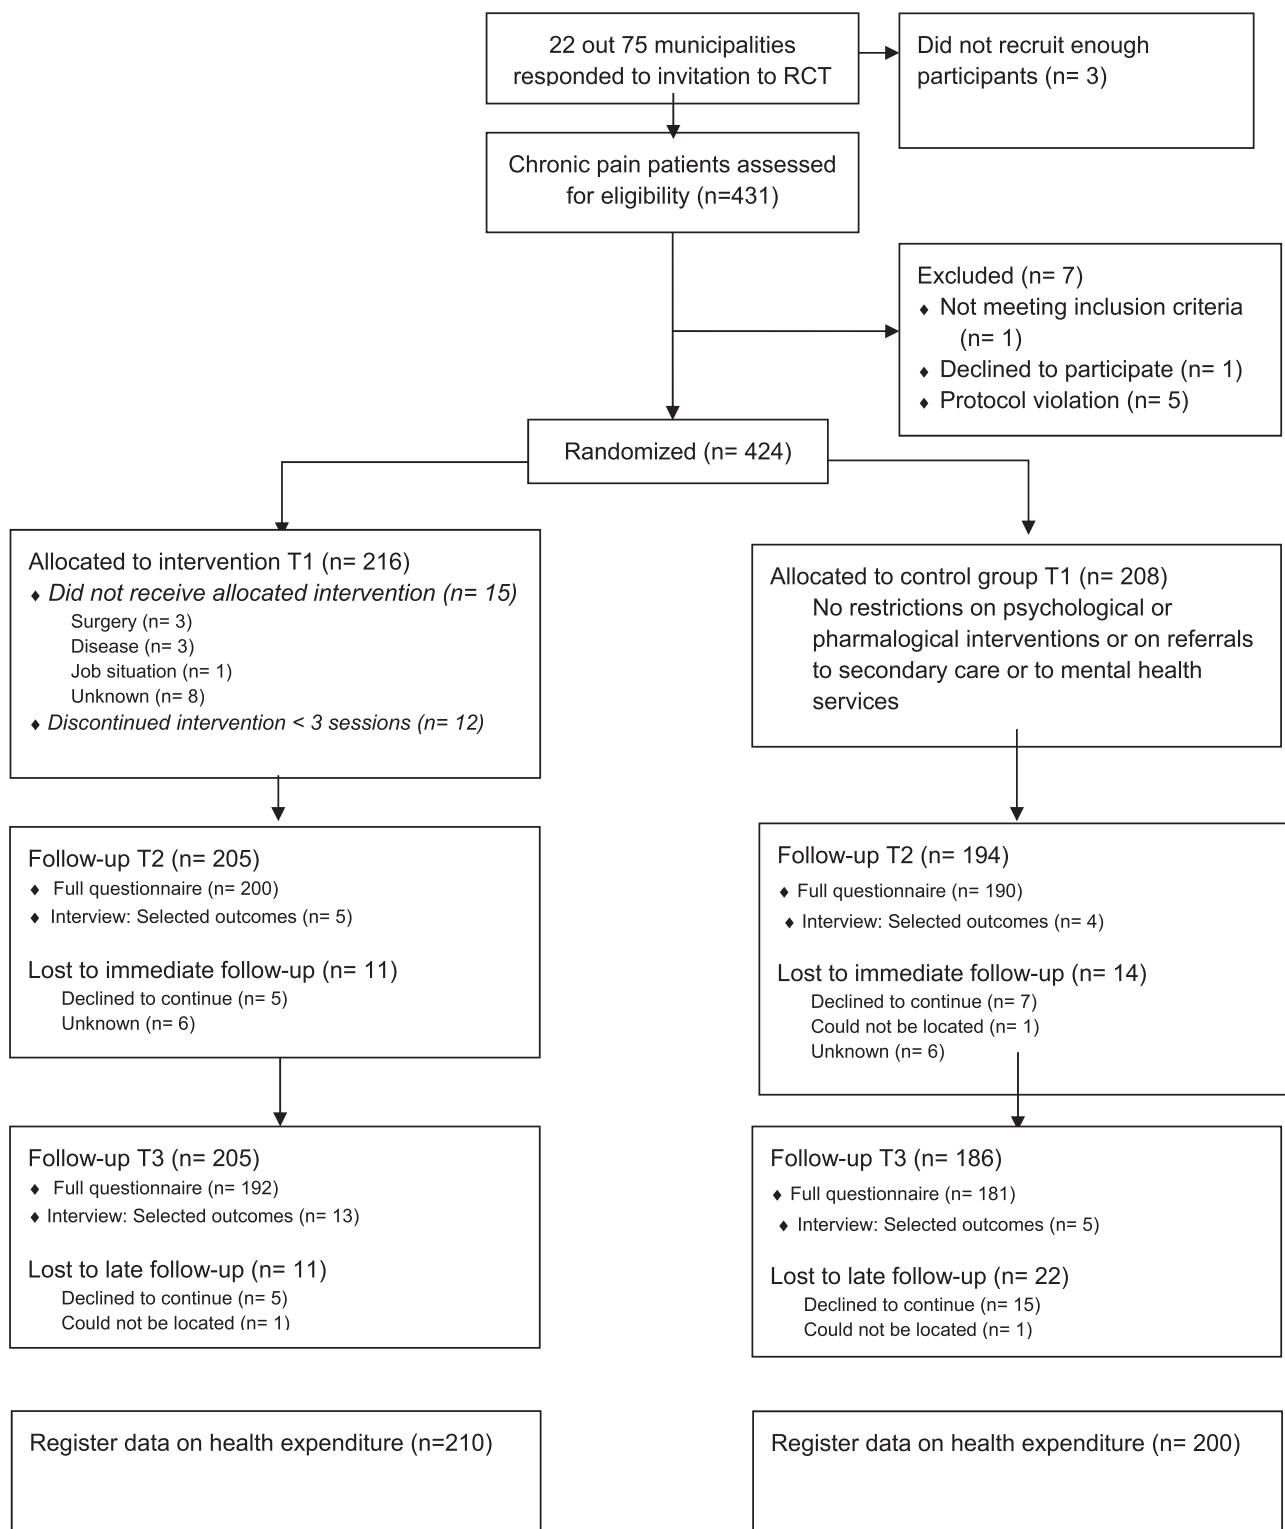 22 out 75 municipalities
responded to invitation to RCT
Did not recruit enough
participants (n= 3)
Chronic pain patients assessed
for eligibility (n=431)
Excluded (n= 7)
♦ Not meeting inclusion criteria
(n= 1)
♦ Declined to participate (n= 1)
♦ Protocol violation (n= 5)
Randomized (n= 424)
Allocated to intervention T1 (n= 216)
♦ Did not receive allocated intervention (n= 15)
Surgery (n= 3)
Disease (n= 3)
Job situation (n= 1)
Unknown (n= 8)
♦ Discontinued intervention < 3 sessions (n= 12)
Allocated to control group T1 (n= 208)
No restrictions on psychological or
pharmalogical interventions or on referrals
to secondary care or to mental health
services
Follow-up T2 (n= 205)
♦ Full questionnaire (n= 200)
♦ Interview: Selected outcomes (n= 5)
Lost to immediate follow-up (n= 11)
Declined to continue (n= 5)
Unknown (n= 6)
Follow-up T2 (n= 194)
♦ Full questionnaire (n= 190)
♦ Interview: Selected outcomes (n= 4)
Lost to immediate follow-up (n= 14)
Declined to continue (n= 7)
Could not be located (n= 1)
Unknown (n= 6)
Follow-up T3 (n= 205)
♦ Full questionnaire (n= 192)
♦ Interview: Selected outcomes (n= 13)
Lost to late follow-up (n= 11)
Declined to continue (n= 5)
Could not be located (n= 1)
Follow-up T3 (n= 186)
♦ Full questionnaire (n= 181)
♦ Interview: Selected outcomes (n= 5)
Lost to late follow-up (n= 22)
Declined to continue (n= 15)
Could not be located (n= 1)
Register data on health expenditure (n=210)
Register data on health expenditure (n= 200)